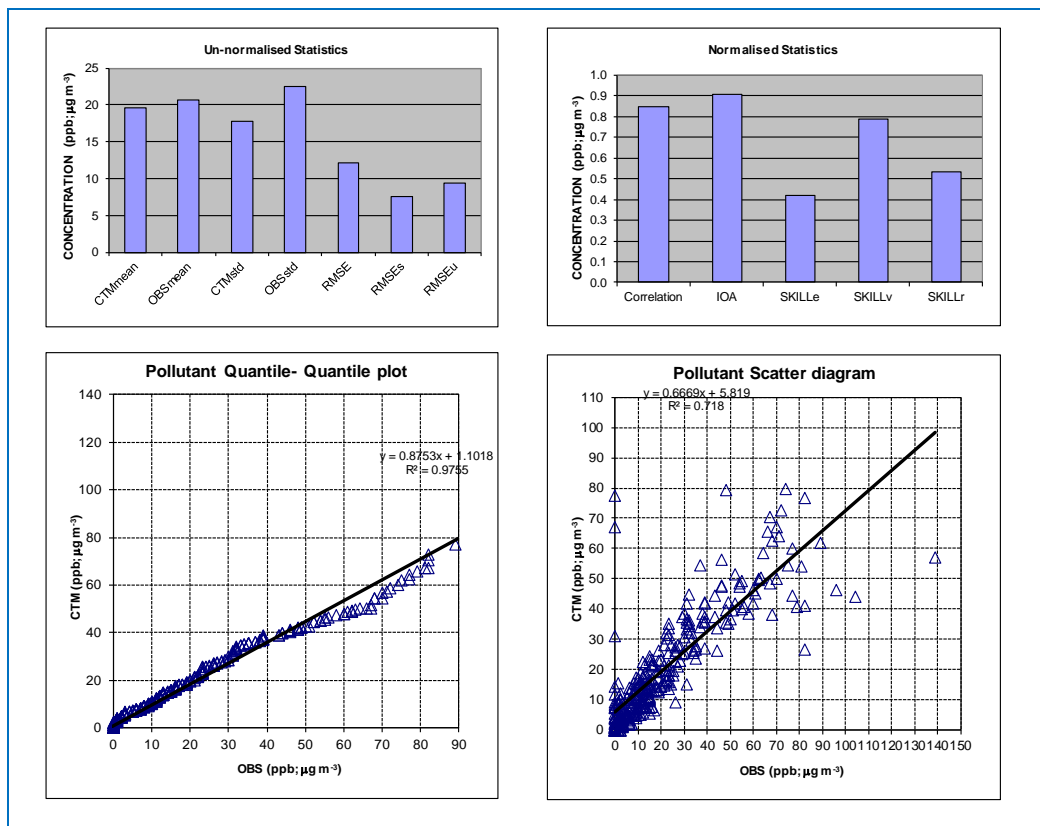 Un-normalised Statistics
CONCENTRATION (ppb; µg m-3)
25
20
15
10
5
0
CTMmean
OBSmean
CTMstd
OBSstd
RMSE
RMSEs
RMSEu
Normalised Statistics
CONCENTRATION (ppb; µg m-3)
1.0
0.9
0.8
0.7
0.6
0.5
0.4
0.3
0.2
0.1
0.0
Correlation
IOA
SKILLe
SKILLv
SKILLr
Pollutant Quantile- Quantile plot
y = 0.8753x + 1.1018
R² = 0.9755
CTM (ppb; µg m-3)
140
120
100
80
60
40
20
0
0 10 20 30 40 50 60 70 80 90
OBS (ppb; µg m-3)
Pollutant Scatter diagram
y = 0.6669x + 5.819
R² = 0.718
CTM (ppb; µg m-3)
110
100
90
80
70
60
50
40
30
20
10
0
0 10 20 30 40 50 60 70 80 90 100 110 120 130 140 150
OBS (ppb; µg m-3)